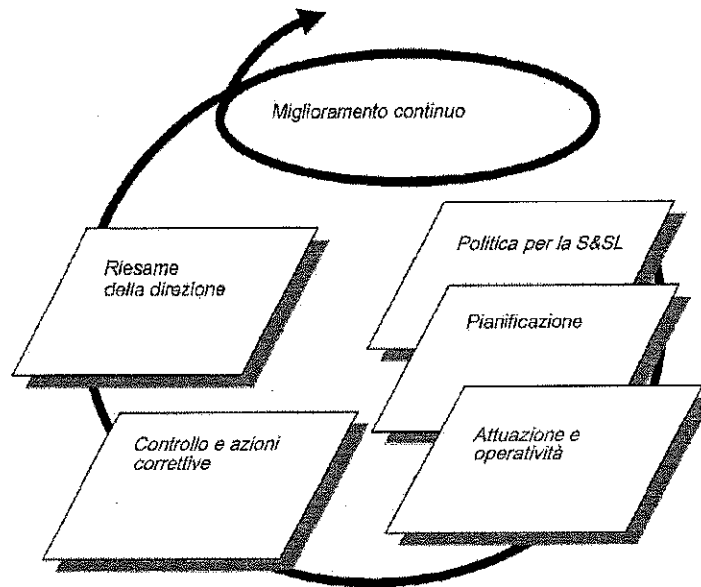 Miglioramento continuo
Politica per la S&SL
Pianificazione
Attuazione e
operatività
Controllo e azioni
correttive
Riesame
della direzione